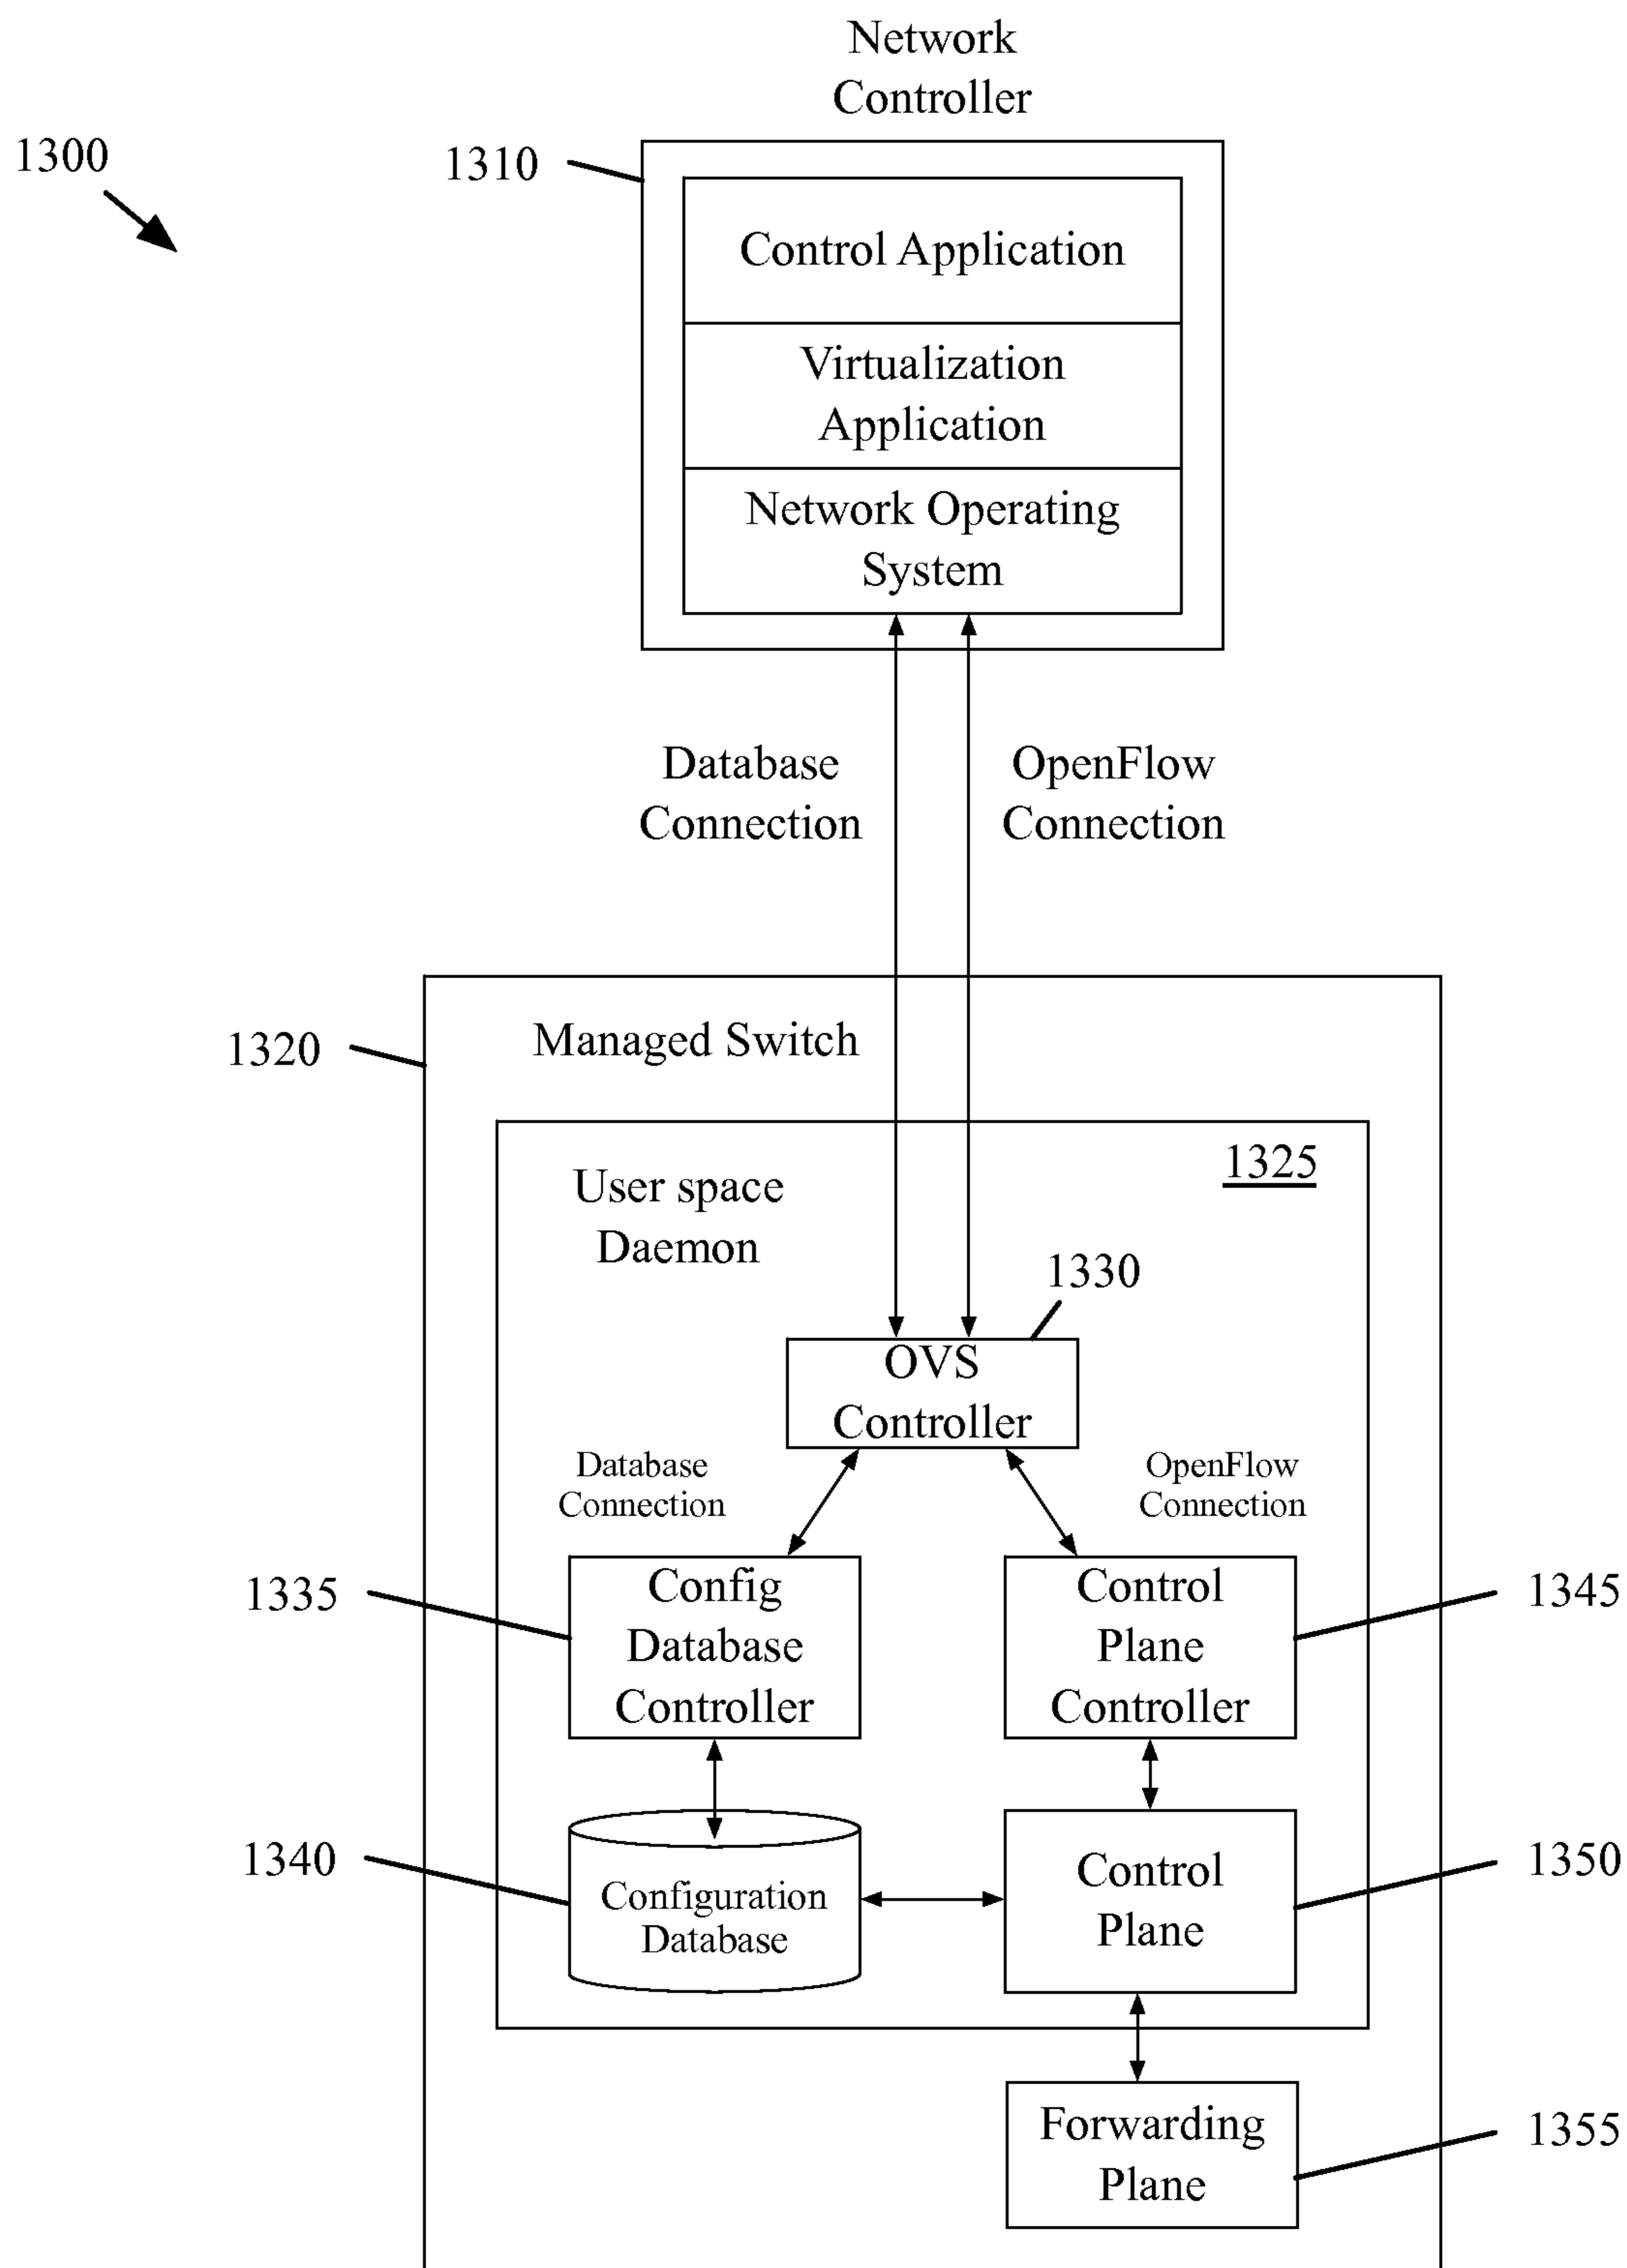 Network
Controller
1300
1310
Control Application
Virtualization
Application
Network Operating
System
Database
Connection
OpenFlow
Connection
1320
Managed Switch
1325
User space
Daemon
1330
OVS
Controller
Database
Connection
OpenFlow
Connection
1335
Config
Database
Controller
Control
Plane
Controller
1345
1340
Configuration
Database
Control
Plane
1350
Forwarding
Plane
1355